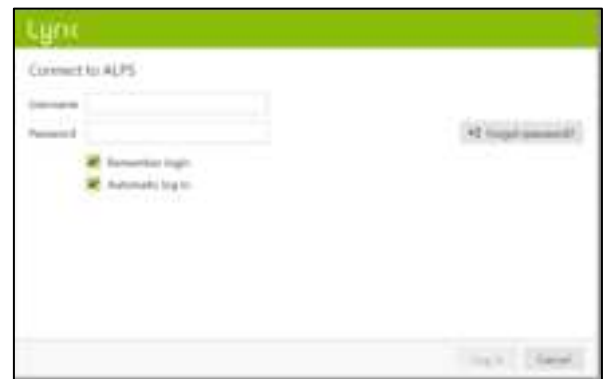 Lynx
Connect to ALPS
Username
Password
Forgot password?
Remember login
Automatic log in
Log in
Cancel